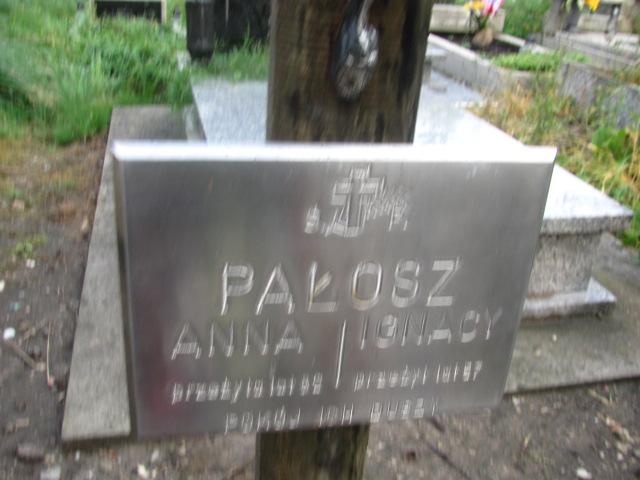 Ś. P.
PAŁOSZ
ANNA IGNACY
przeżyła lat przeżył lat
POKÓJ ICH DUSZY